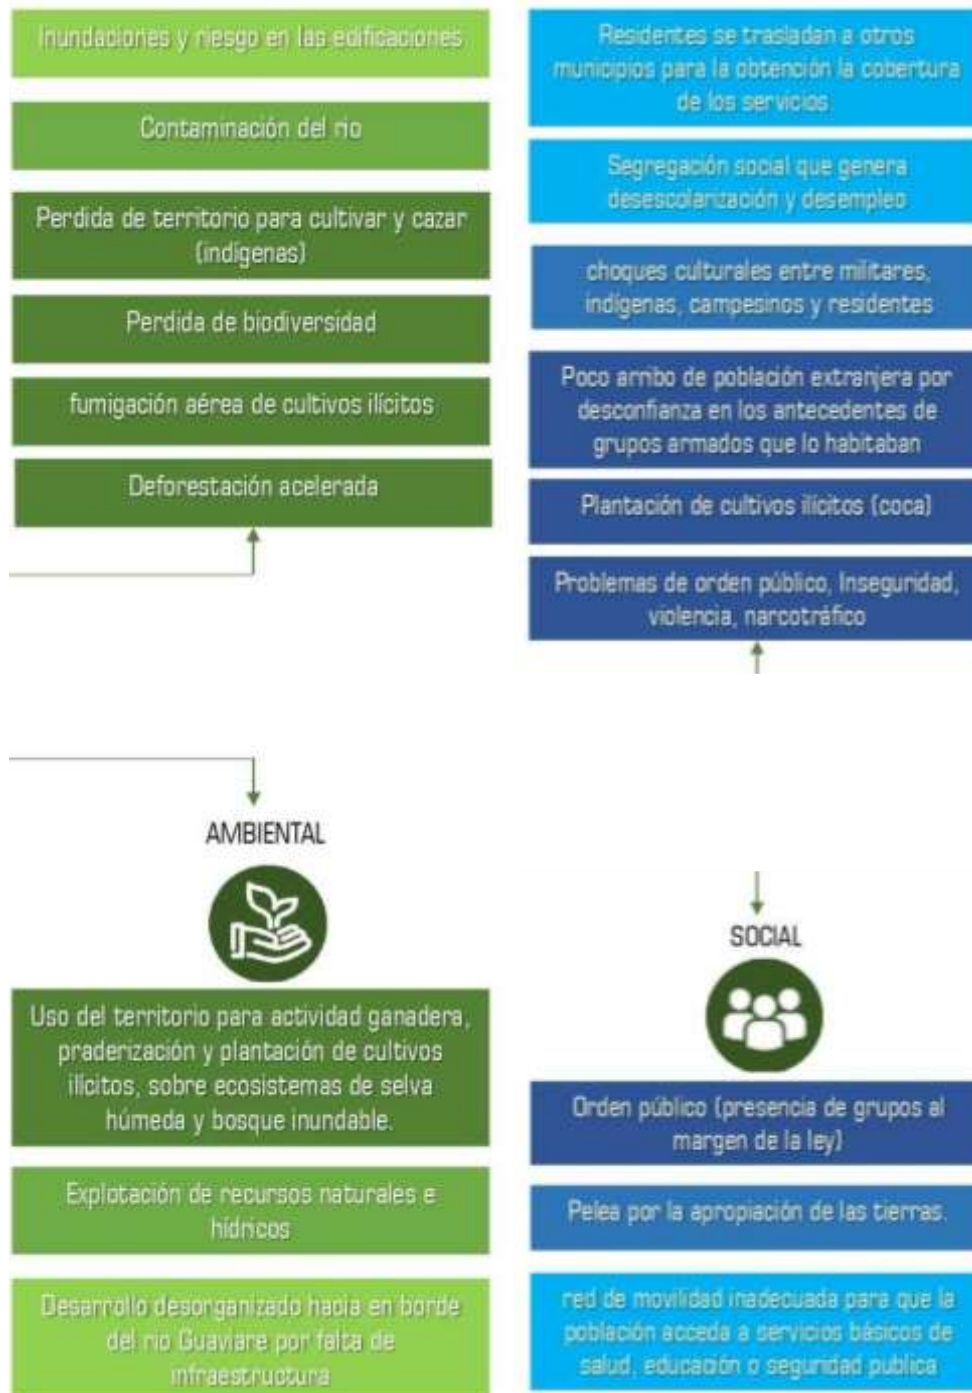 Inundaciones y riesgo en las edificaciones
Contaminación del río
Perdida de territorio para cultivar y cazar
(indígenas)
Perdida de biodiversidad
fumigación aérea de cultivos ilícitos
Deforestación acelerada
Residentes se trasladan a otros
municipios para la obtención la cobertura
de los servicios
Segregación social que genera
desescolarización y desempleo
choques culturales entre militares,
indígenas, campesinos y residentes
Poco arribo de población extranjera por
desconfianza en los antecedentes de
grupos armados que lo habitaban
Plantación de cultivos ilícitos (coca)
Problemas de orden público, Inseguridad,
violencia, narcotráfico
AMBIENTAL
Uso del territorio para actividad ganadera,
praderización y plantación de cultivos
ilícitos, sobre ecosistemas de selva
húmeda y bosque inundable.
Explotación de recursos naturales e
hídricos
Desarrollo desorganizado hacia en borde
del rio Guaviare por falta de
infraestructura
SOCIAL
Orden público (presencia de grupos al
margen de la ley)
Pelea por la apropiación de las tierras.
red de movilidad inadecuada para que la
población acceda a servicios básicos de
salud, educación o seguridad publica